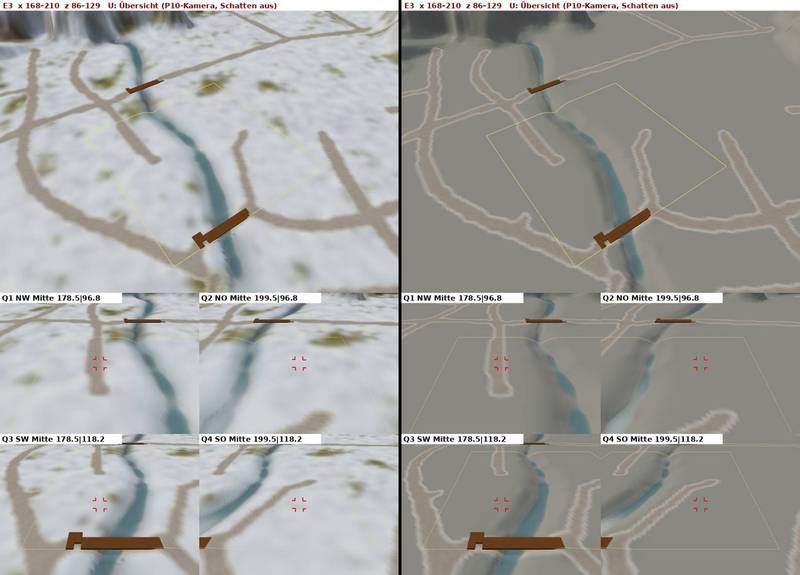 E3 x 168-210 z 86-129 U: Übersicht (P10-Kamera, Schatten aus)
E3 x 168-210 z 86-129 U: Übersicht (P10-Kamera, Schatten aus)
Q1 NW Mitte 178.5|96.8
Q2 NO Mitte 199.5|96.8
Q1 NW Mitte 178.5|96.8
Q2 NO Mitte 199.5|96.8
Q3 SW Mitte 178.5|118.2
Q4 SO Mitte 199.5|118.2
Q3 SW Mitte 178.5|118.2
Q4 SO Mitte 199.5|118.2